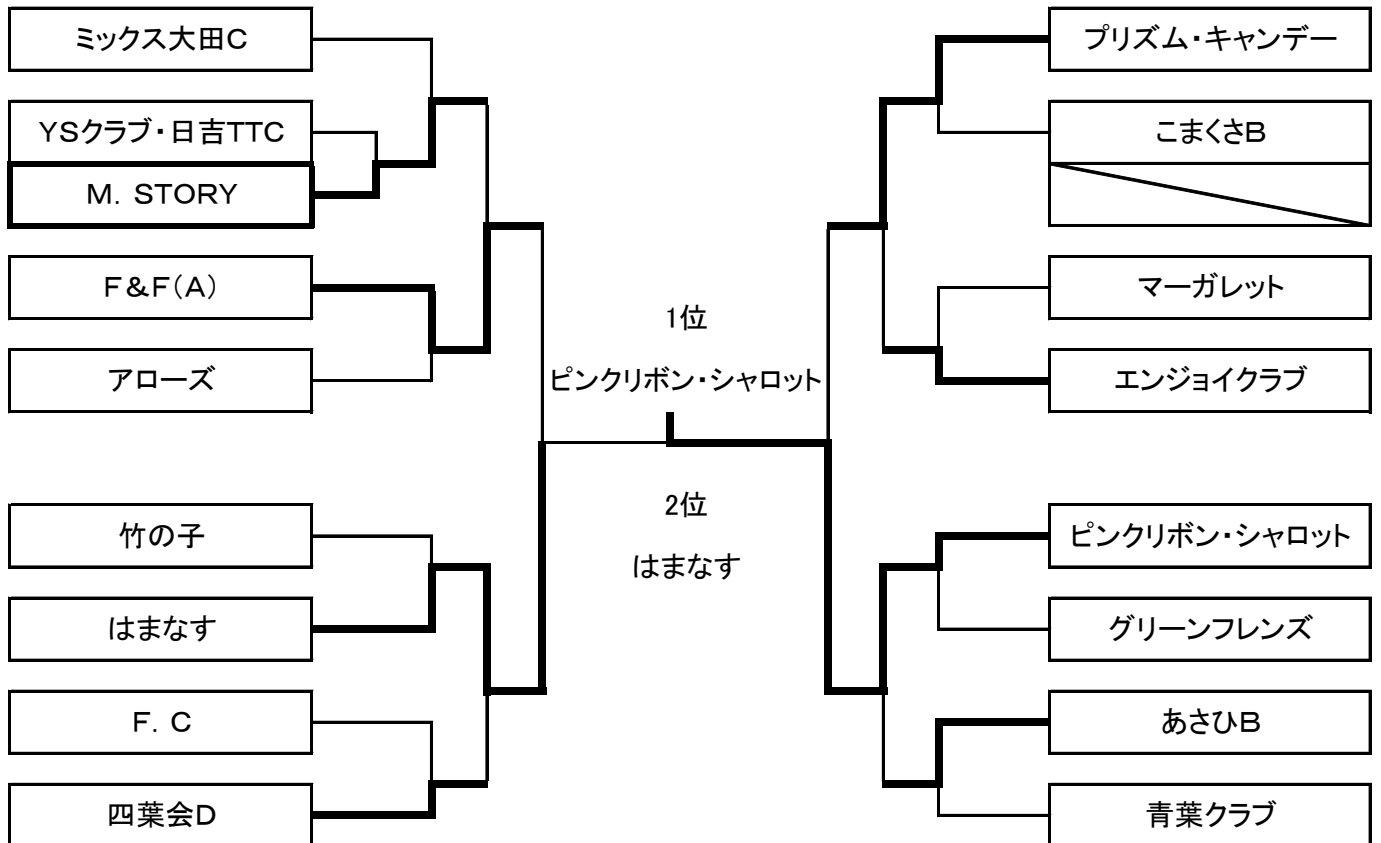 ミックス大田C
YSクラブ・日吉TTC
M. STORY
F&F(A)
アローズ
竹の子
はまなす
F. C
四葉会D
1位
ピンクリボン・シャロット
2位
はまなす
プリズム・キャンデー
こまくさB
マーガレット
エンジョイクラブ
ピンクリボン・シャロット
グリーンフレンズ
あさひB
青葉クラブ